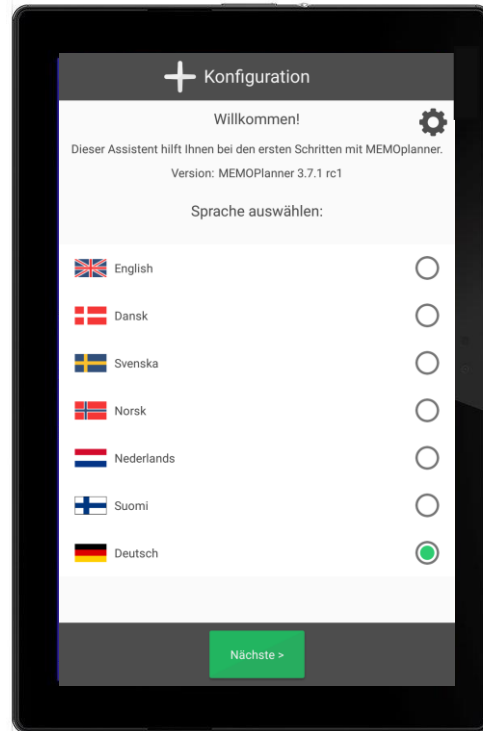 Konfiguration
Willkommen!
Dieser Assistent hilft Ihnen bei den ersten Schritten mit MEMOplanner.
Version: MEMOPlanner 3.7.1 rc1
Sprache auswählen:
English
Dansk
Svenska
Norsk
Nederlands
Suomi
Deutsch
Nächste >